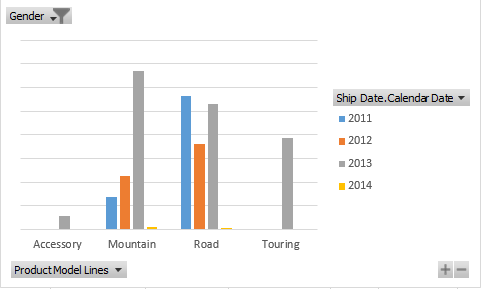 Gender
Ship Date.Calendar Date
2011
2012
2013
2014
Accessory Mountain Road Touring
Product Model Lines